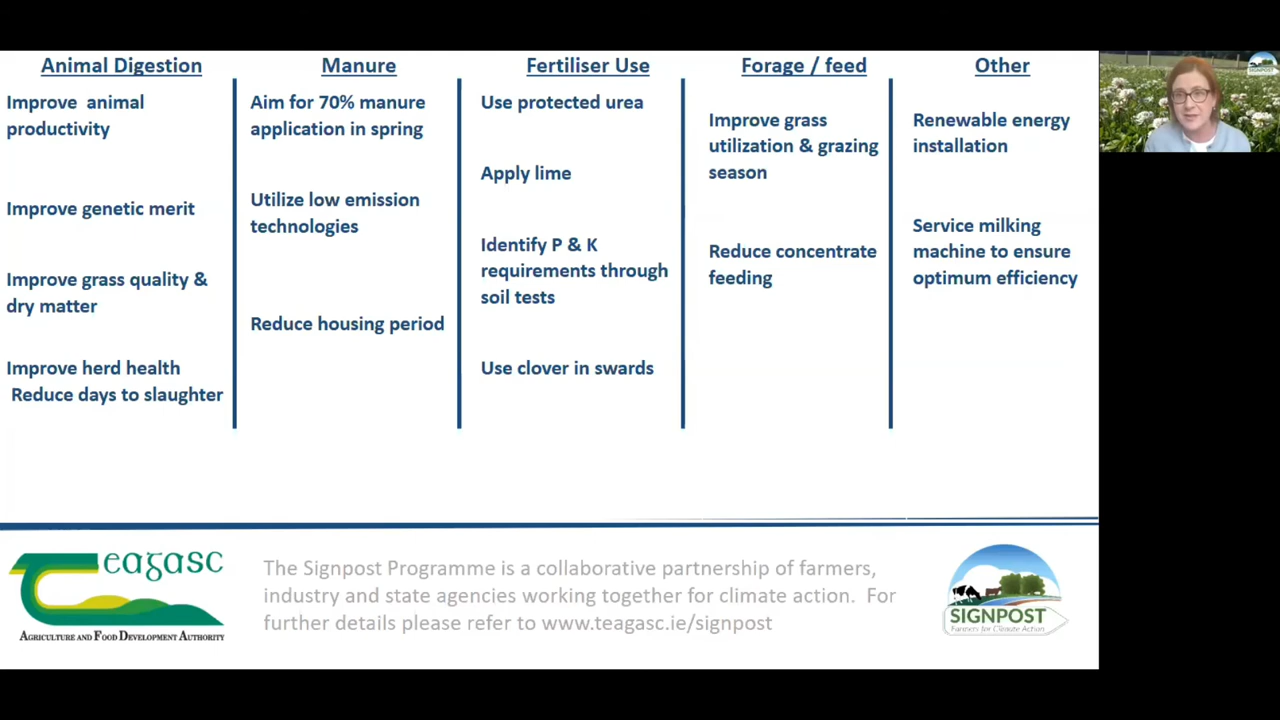 Animal Digestion
Improve animal
productivity
Improve genetic merit
Improve grass quality &
dry matter
Improve herd health
Reduce days to slaughter
Manure
Aim for 70% manure
application in spring
Utilize low emission
technologies
Reduce housing period
Fertiliser Use
Use protected urea
Apply lime
Identify P & K
requirements through
soil tests
Use clover in swards
Forage / feed
Improve grass
utilization & grazing
season
Reduce concentrate
feeding
Other
Renewable energy
installation
Service milking
machine to ensure
optimum efficiency
SIGNPOST
eagasc
AGRICULTURE AND FOOD DEVELOPMENT AUTHORITY
The Signpost Programme is a collaborative partnership of farmers,
industry and state agencies working together for climate action. For
further details please refer to www.teagasc.ie/signpost
SIGNPOST
Farmers for Climate Action